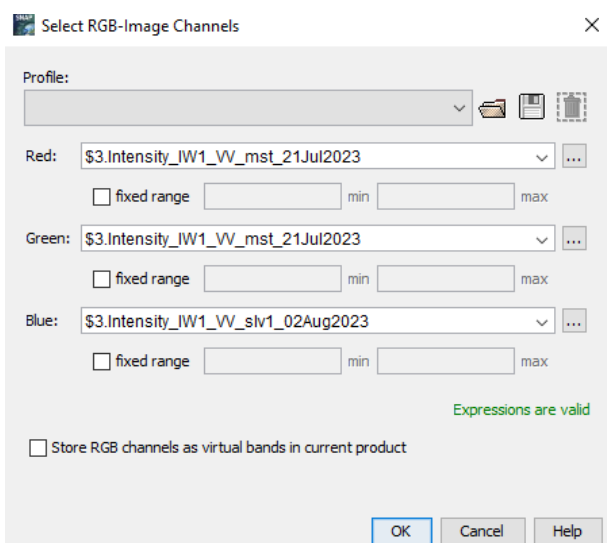 SNAP
Select RGB-Image Channels
Profile:
Red: $3.Intensity_IW1_VV_mst_21Jul2023 ...
fixed range min max
Green: $3.Intensity_IW1_VV_mst_21Jul2023 ...
fixed range min max
Blue: $3.Intensity_IW1_VV_slv1_02Aug2023 ...
fixed range min max
Expressions are valid
Store RGB channels as virtual bands in current product
OK Cancel Help